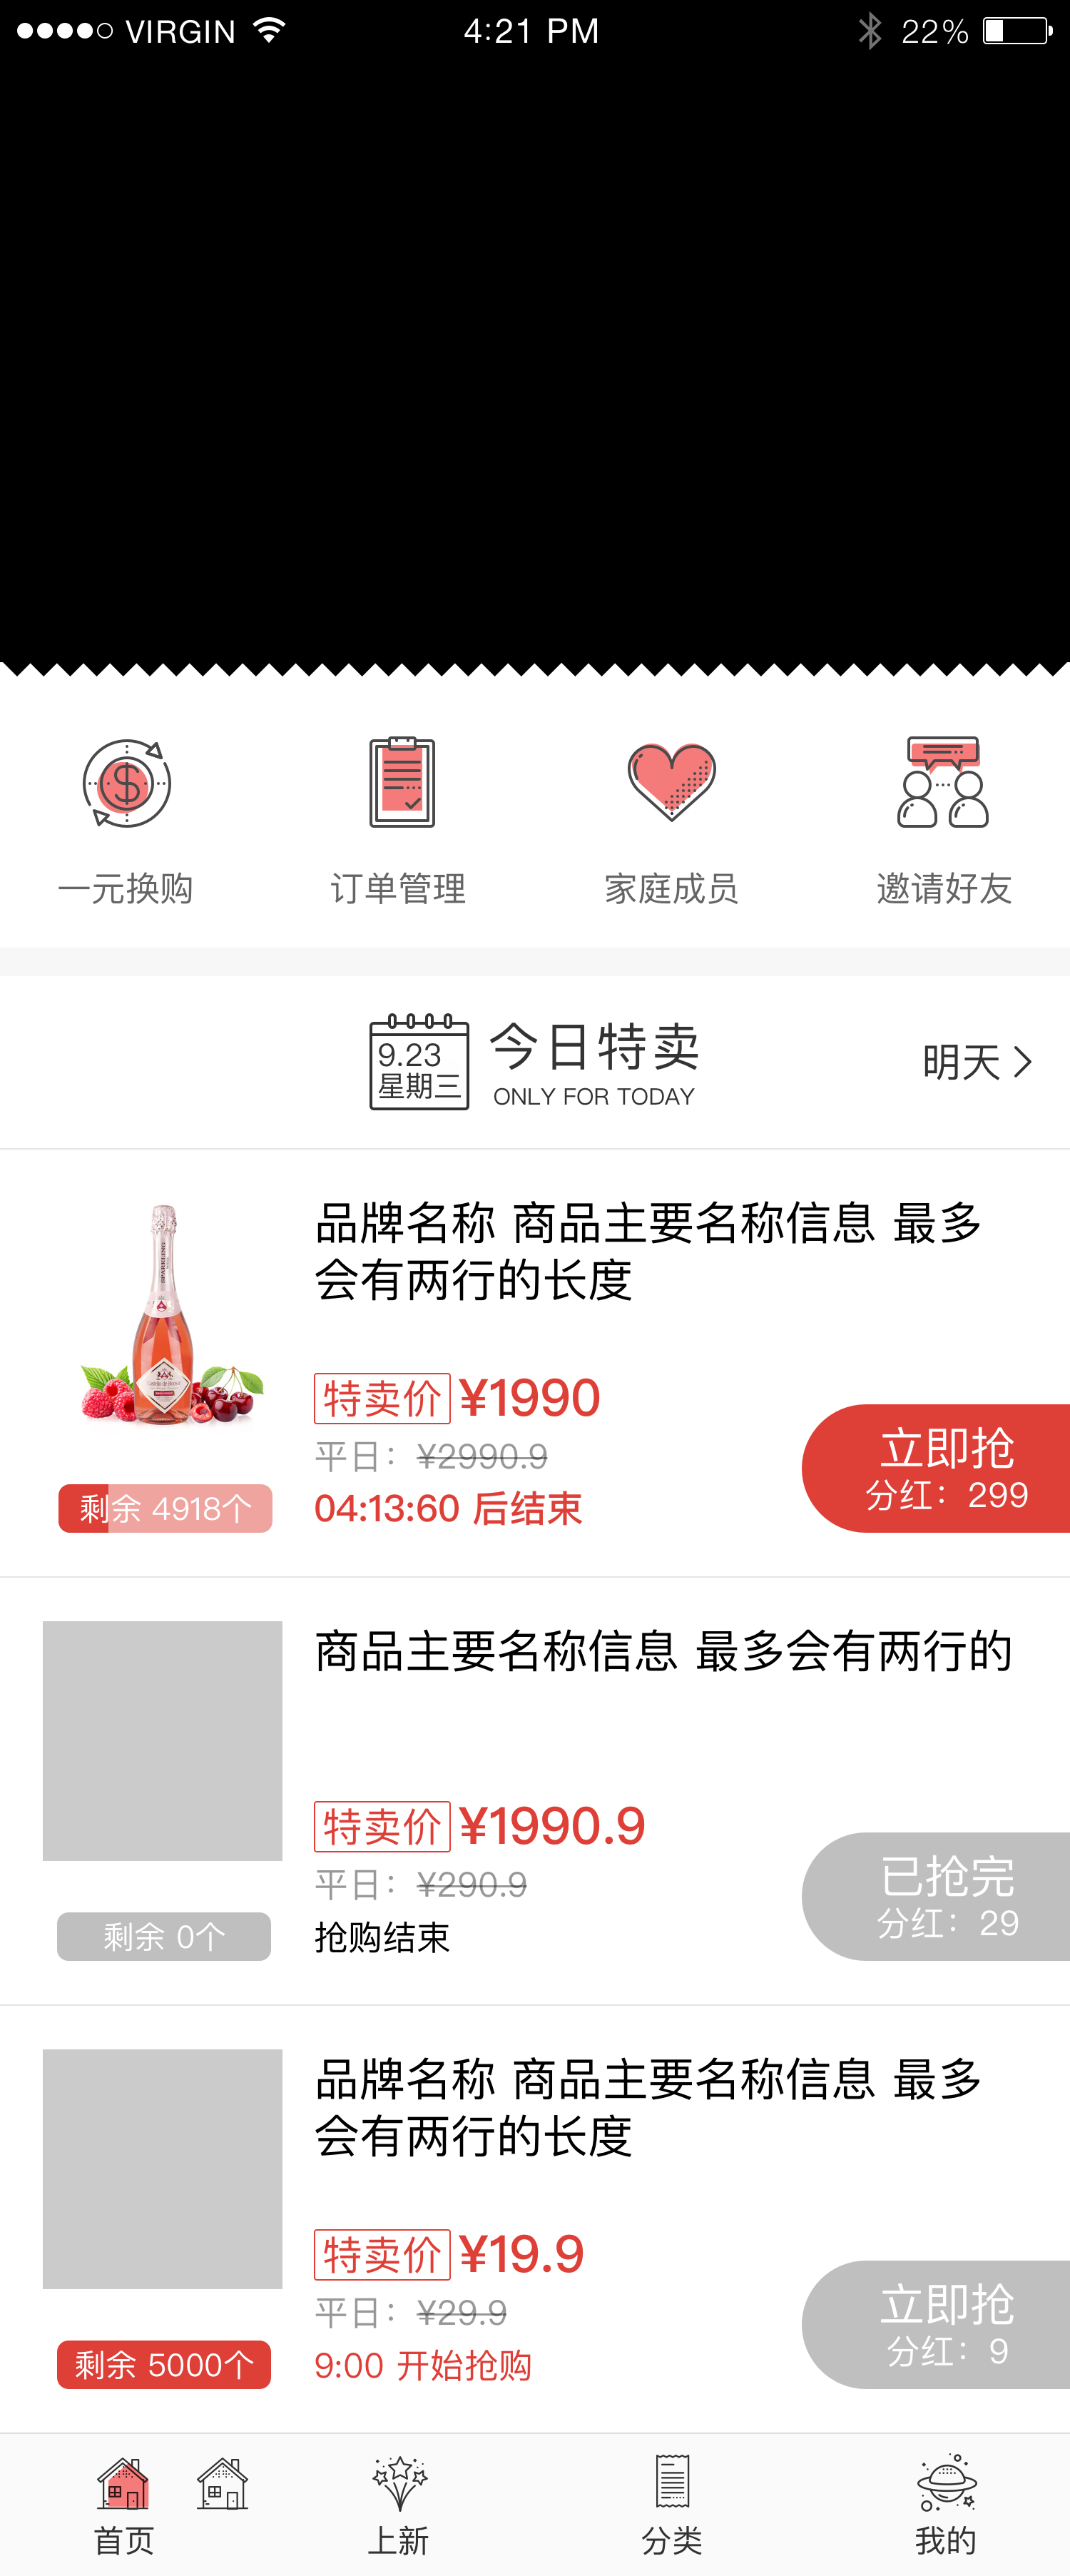 VIRGIN 4:21 PM 22%
一元换购 订单管理 家庭成员 邀请好友
9.23
星期三
今日特卖
ONLY FOR TODAY
明天
品牌名称 商品主要名称信息 最多
会有两行的长度
特卖价 ¥1990
平日：¥2990.9
04:13:60 后结束
剩余 4918个
立即抢
分红：299
SPARKLING
商品主要名称信息 最多会有两行的
特卖价 ¥1990.9
平日：¥290.9
抢购结束
剩余 0个
已抢完
分红：29
品牌名称 商品主要名称信息 最多
会有两行的长度
特卖价 ¥19.9
平日：¥29.9
9:00 开始抢购
剩余 5000个
立即抢
分红：9
首页 上新 分类 我的